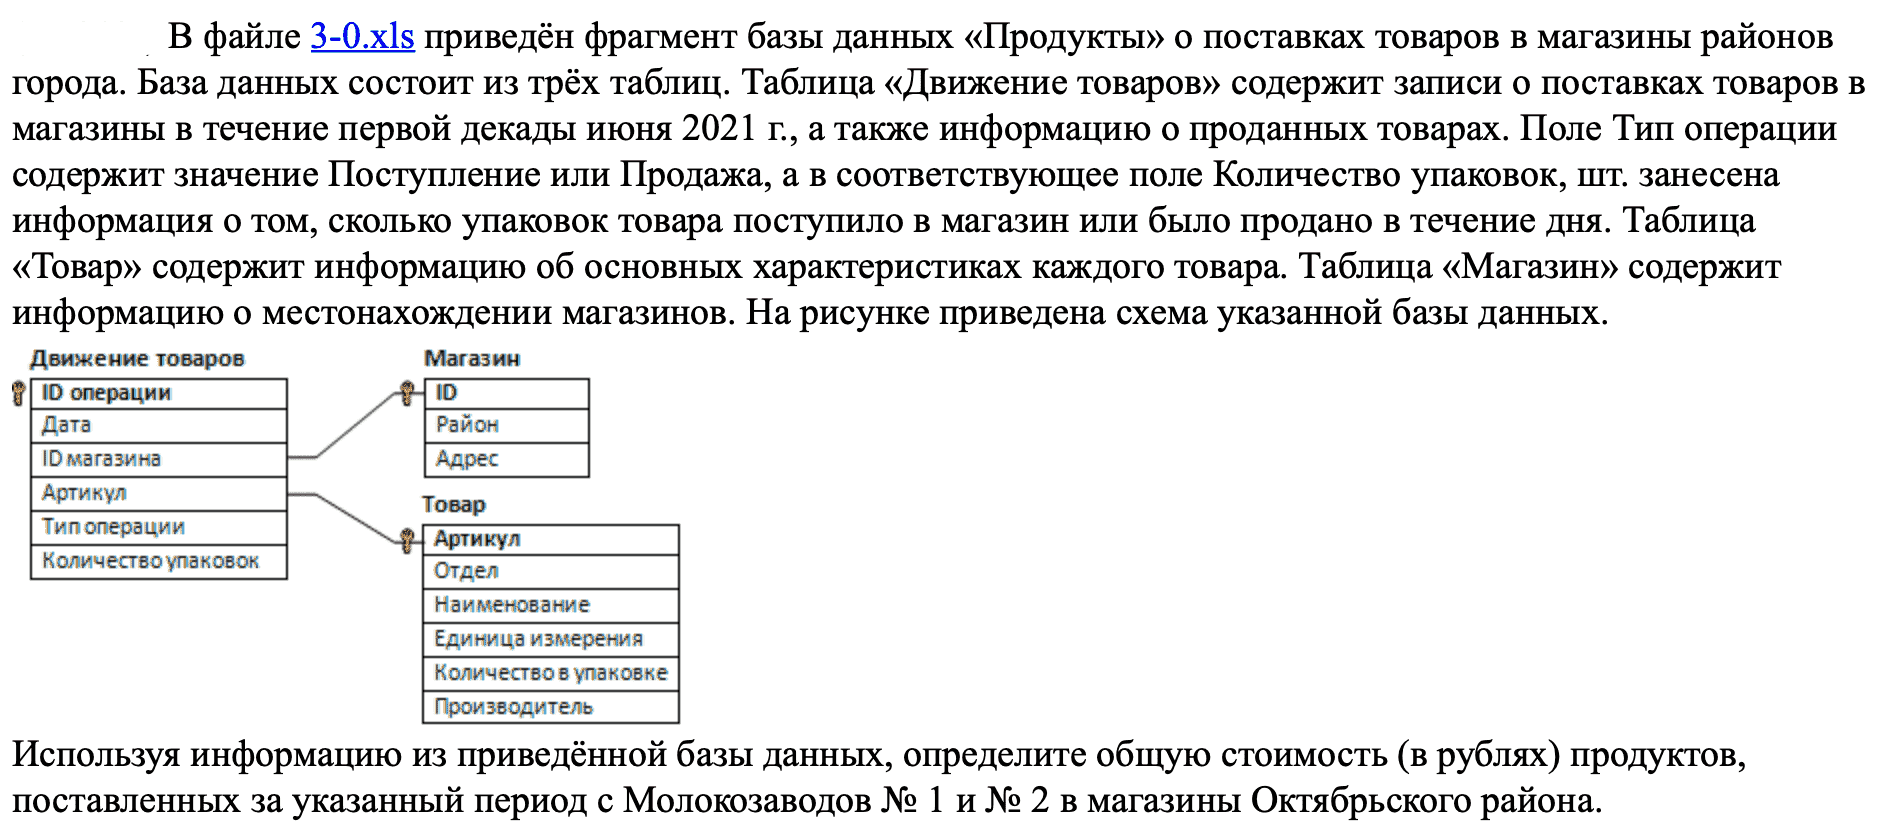 В файле 3-0.xls приведён фрагмент базы данных «Продукты» о поставках товаров в магазины районов
города. База данных состоит из трёх таблиц. Таблица «Движение товаров» содержит записи о поставках товаров в
магазины в течение первой декады июня 2021 г., а также информацию о проданных товарах. Поле Тип операции
содержит значение Поступление или Продажа, а в соответствующее поле Количество упаковок, шт. занесена
информация о том, сколько упаковок товара поступило в магазин или было продано в течение дня. Таблица
«Товар» содержит информацию об основных характеристиках каждого товара. Таблица «Магазин» содержит
информацию о местонахождении магазинов. На рисунке приведена схема указанной базы данных.
Движение товаров
ID операции
Дата
ID магазина
Артикул
Тип операции
Количество упаковок
Магазин
ID
Район
Адрес
Товар
Артикул
Отдел
Наименование
Единица измерения
Количество в упаковке
Производитель
Используя информацию из приведённой базы данных, определите общую стоимость (в рублях) продуктов,
поставленных за указанный период с Молокозаводов № 1 и № 2 в магазины Октябрьского района.